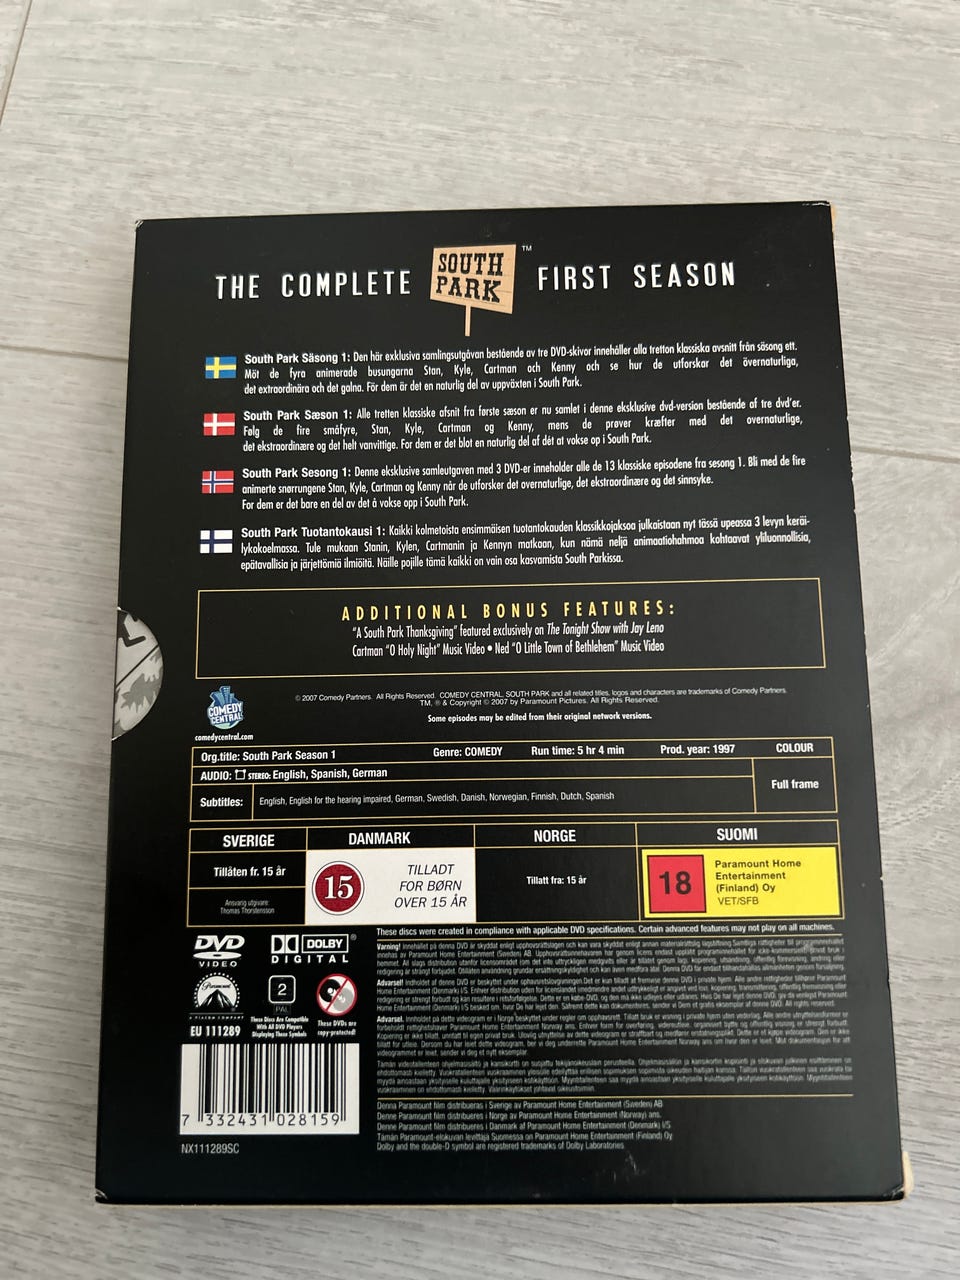 THE COMPLETE SOUTH PARK ™ FIRST SEASON
South Park Säsong 1: Den här exklusiva samlingsutgåvan bestående av tre DVD-skivor innehåller alla tretton klassiska avsnitt från säsong ett.
Möt de fyra animerade busungarna Stan, Kyle, Cartman och Kenny och se hur de utforskar det övernaturliga,
det extraordinära och det galna. För dem är det en naturlig del av uppväxten i South Park.
South Park Sæson 1: Alle tretten klassiske afsnit fra første sæson er nu samlet i denne eksklusive dvd-version bestående af tre dvd'er.
Følg de fire småfyre, Stan, Kyle, Cartman og Kenny, mens de prøver kræfter med det overnaturlige,
det ekstraordinære og det helt vanvittige. For dem er det blot en naturlig del af dét at vokse op i South Park.
South Park Sesong 1: Denne eksklusive samleutgaven med 3 DVD-er inneholder alle de 13 klassiske episodene fra sesong 1. Bli med de fire
animerte snørrungene Stan, Kyle, Cartman og Kenny når de utforsker det overnaturlige, det ekstraordinære og det sinnsyke.
For dem er det bare en del av det å vokse opp i South Park.
South Park Tuotantokausi 1: Kaikki kolmetoista ensimmäisen tuotantokauden klassikkojaksoa julkaistaan nyt tässä upeassa 3 levyn keräi-
lykokoelmassa. Tule mukaan Stanin, Kylen, Cartmanin ja Kennyn matkaan, kun nämä neljä animaatiohahmoa kohtaavat yliluonnollisia,
epätavallisia ja järjettömiä ilmiöitä. Näille pojille tämä kaikki on vain osa kasvamista South Parkissa.
ADDITIONAL BONUS FEATURES:
"A South Park Thanksgiving" featured exclusively on The Tonight Show with Jay Leno
Cartman "O Holy Night" Music Video • Ned "O Little Town of Bethlehem" Music Video
COMEDY CENTRAL
comedycentral.com
© 2007 Comedy Partners. All Rights Reserved. COMEDY CENTRAL, SOUTH PARK and all related titles, logos and characters are trademarks of Comedy Partners.
TM, ® & Copyright © 2007 by Paramount Pictures. All Rights Reserved.
Some episodes may be edited from their original network versions.
Org.title: South Park Season 1 Genre: COMEDY Run time: 5 hr 4 min Prod. year: 1997 COLOUR
AUDIO: STEREO: English, Spanish, German
Full frame
Subtitles: English, English for the hearing impaired, German, Swedish, Danish, Norwegian, Finnish, Dutch, Spanish
SVERIGE DANMARK NORGE SUOMI
Tillåten fr. 15 år
Ansvarig utgivare:
Thomas Thorstensson
15
TILLADT
FOR BØRN
OVER 15 ÅR
Tillatt fra: 15 år
18
Paramount Home
Entertainment
(Finland) Oy
VET/SFB
These discs were created in compliance with applicable DVD specifications. Certain advanced features may not play on all machines.
DVD VIDEO
DOLBY DIGITAL
Paramount
2
PAL
These Discs Are Compatible
With All DVD Players
Displaying These Symbols
These DVDs are
copy-protected!
EU 111289
7 332431 028159
NX111289SC
Denna Paramount film distribueras i Sverige av Paramount Home Entertainment (Sweden) AB
Denne Paramount film distribueres i Norge av Paramount Home Entertainment (Norway) ans.
Denne Paramount film distribueres i Danmark af Paramount Home Entertainment (Denmark) I/S
Tämän Paramount-elokuvan levittäjä Suomessa on Paramount Home Entertainment (Finland) Oy
Dolby and the double-D symbol are registered trademarks of Dolby Laboratories